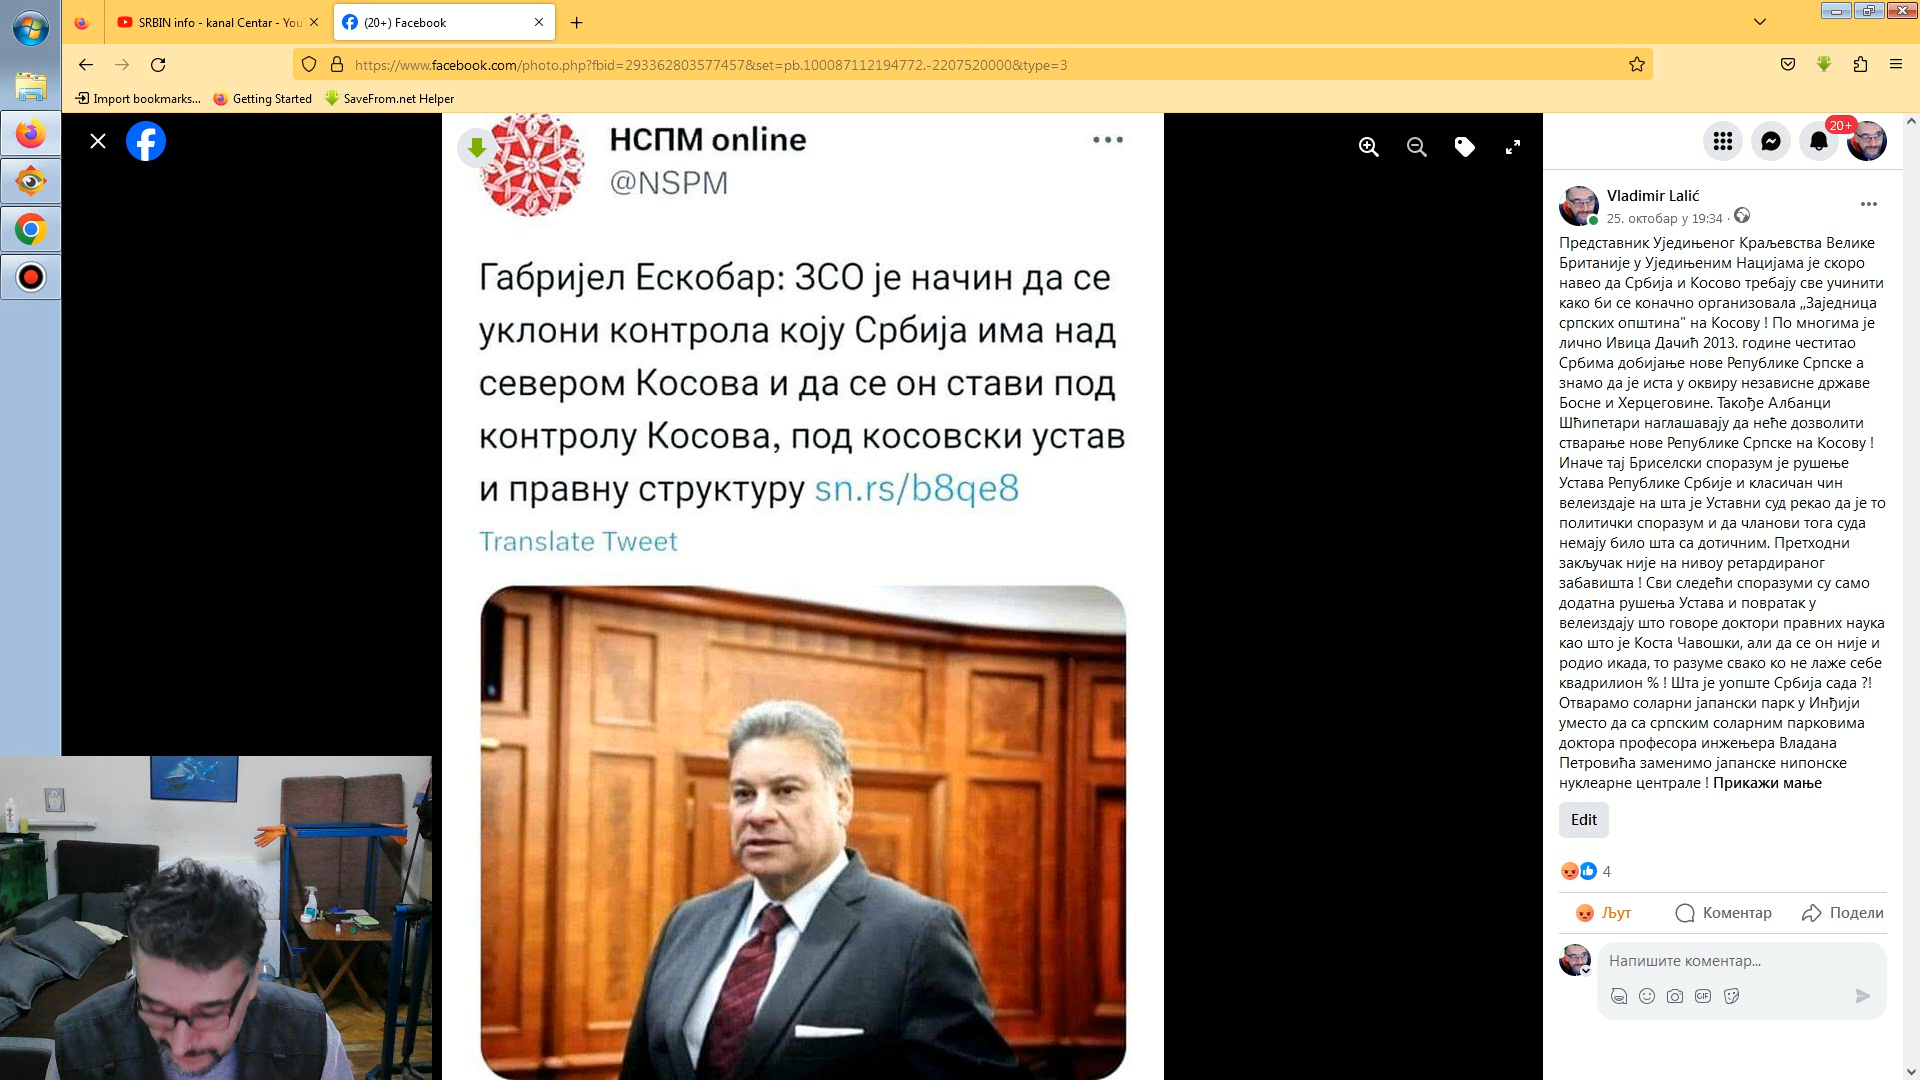 SRBIN info - kanal Centar - You
(20+) Facebook
https://www.facebook.com/photo.php?fbid=293362803577457&set=pb.100087112194772.-2207520000&type=3
Import bookmarks...
Getting Started
SaveFrom.net Helper
НСПМ online
@NSPM
Габријел Ескобар: ЗСО је начин да се
уклони контрола коју Србија има над
севером Косова и да се он стави под
контролу Косова, под косовски устав
и правну структуру sn.rs/b8qe8
Translate Tweet
20+
Vladimir Lalić
25. октобар у 19:34 ·
Представник Уједињеног Краљевства Велике
Британије у Уједињеним Нацијама је скоро
навео да Србија и Косово требају све учинити
како би се коначно организовала ,,Заједница
српских општина" на Косову ! По многима је
лично Ивица Дачић 2013. године честитао
Србима добијање нове Републике Српске а
знамо да је иста у оквиру независне државе
Босне и Херцеговине. Такође Албанци
Шћипетари наглашавају да неће дозволити
стварање нове Републике Српске на Косову !
Иначе тај Бриселски споразум је рушење
Устава Републике Србије и класичан чин
велеиздаје на шта је Уставни суд рекао да је то
политички споразум и да чланови тога суда
немају било шта са дотичним. Претходни
закључак није на нивоу ретардираног
забавишта ! Сви следећи споразуми су само
додатна рушења Устава и повратак у
велеиздају што говоре доктори правних наука
као што је Коста Чавошки, али да се он није и
родио икада, то разуме свако ко не лаже себе
квадрилион % ! Шта је уопште Србија сада ?!
Отварамо соларни јапански парк у Инђији
уместо да са српским соларним парковима
доктора професора инжењера Владана
Петровића заменимо јапанске нипонске
нуклеарне централе ! Прикажи мање
Edit
4
Љут
Коментар
Подели
Напишите коментар...
GIF